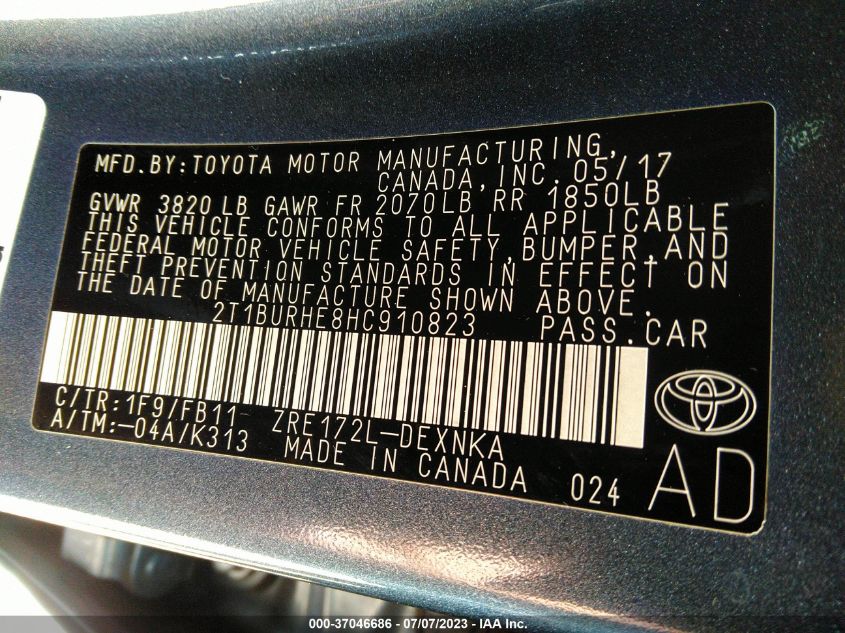 MFD. BY: TOYOTA MOTOR MANUFACTURING,
CANADA, INC. 05/17
GVWR 3820 LB GAWR FR 2070LB RR 1850LB
THIS VEHICLE CONFORMS TO ALL APPLICABLE
FEDERAL MOTOR VEHICLE SAFETY, BUMPER, AND
THEFT PREVENTION STANDARDS IN EFFECT ON
THE DATE OF MANUFACTURE SHOWN ABOVE.
2T1BURHE8HC910823 PASS. CAR
C/TR: 1F9/FB11 ZRE172L-DEXNKA
A/TM: -04A/K313 MADE IN CANADA 024
AD
000-37046686 - 07/07/2023 - IAA Inc.